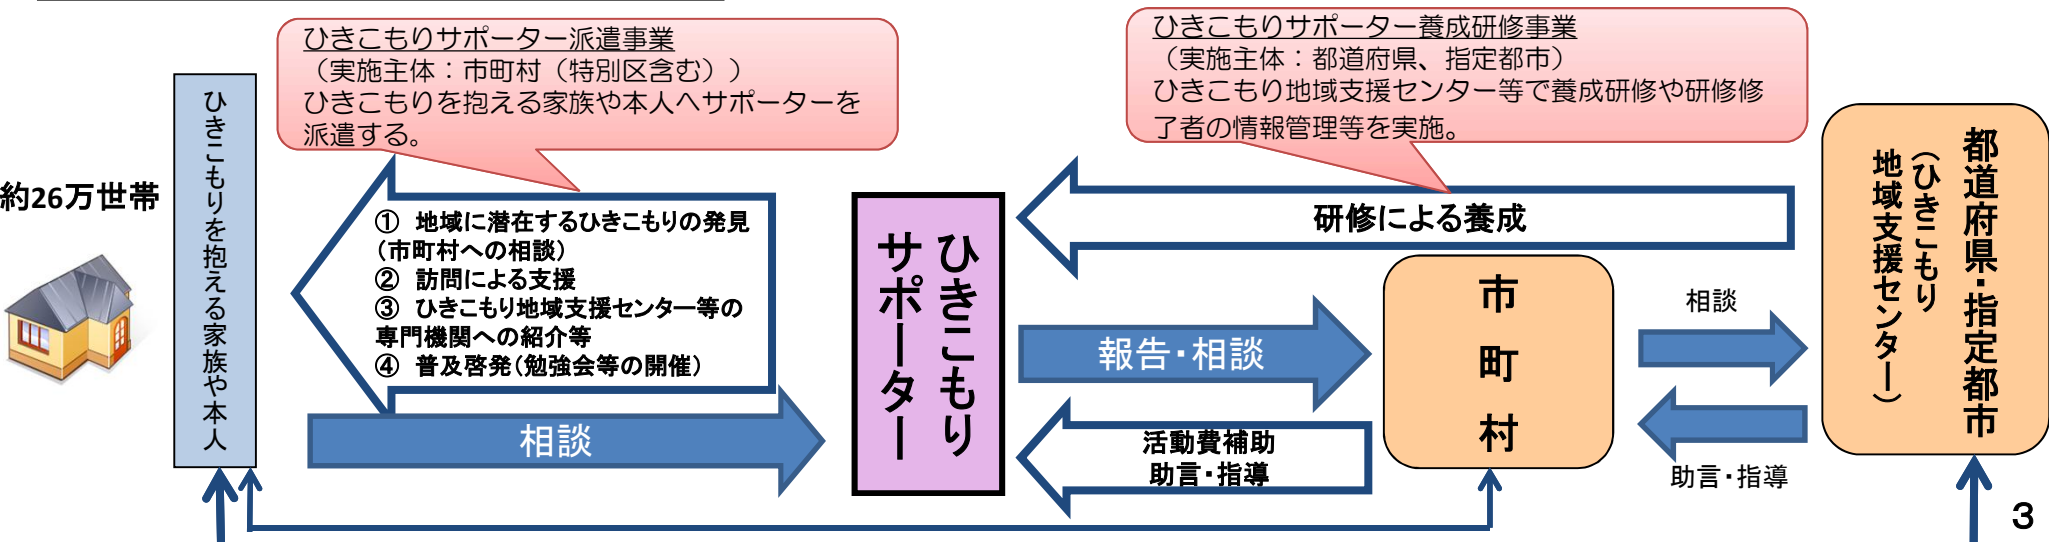 ひきこもりサポーター派遣事業
（実施主体：市町村（特別区含む））
ひきこもりを抱える家族や本人へサポーターを
派遣する。
ひきこもりサポーター養成研修事業
（実施主体：都道府県、指定都市）
ひきこもり地域支援センター等で養成研修や研修修
了者の情報管理等を実施。
約26万世帯
ひきこもりを抱える家族や本人
① 地域に潜在するひきこもりの発見
（市町村への相談）
② 訪問による支援
③ ひきこもり地域支援センター等の
専門機関への紹介等
④ 普及啓発（勉強会等の開催）
相談
ひきこもり
サポーター
研修による養成
報告・相談
活動費補助
助言・指導
市町村
相談
助言・指導
都道府県・指定都市
（ひきこもり
地域支援センター）
3